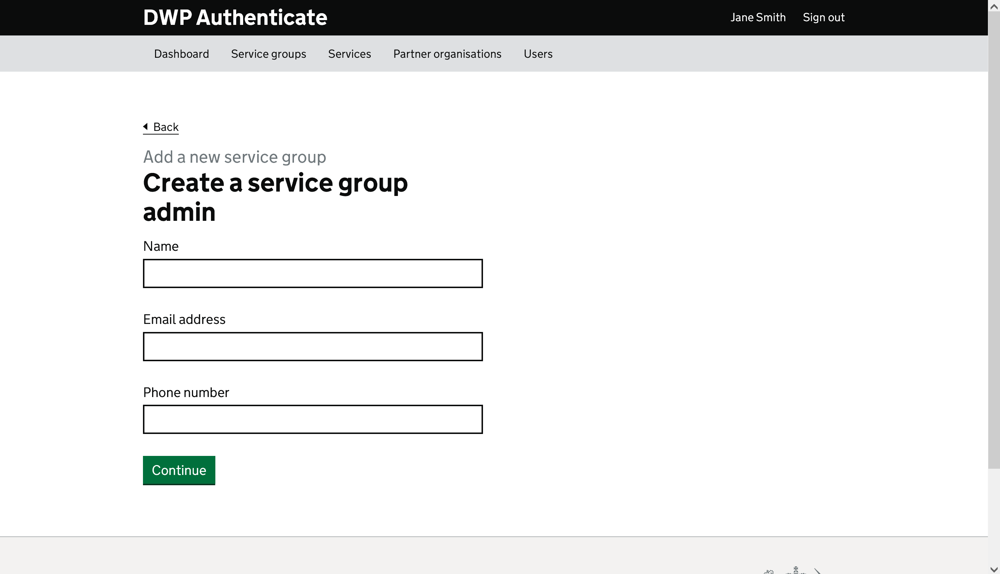 DWP Authenticate
Jane Smith Sign out
Dashboard Service groups Services Partner organisations Users
Back
Add a new service group
Create a service group
admin
Name
Email address
Phone number
Continue